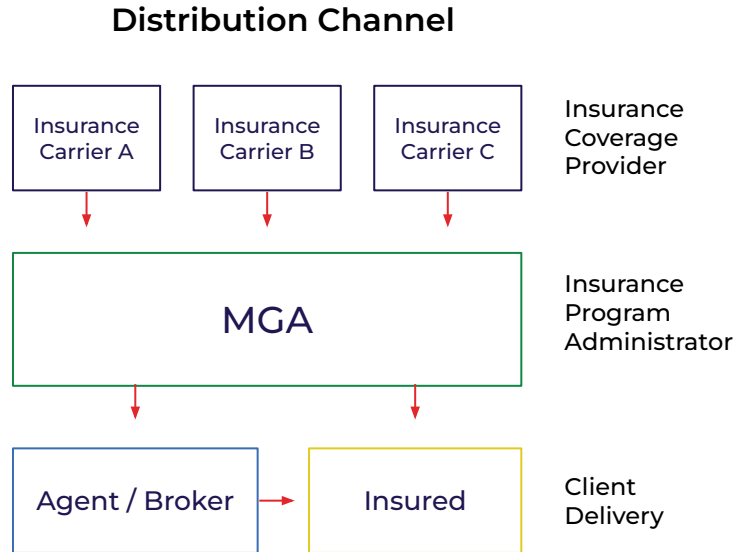 Distribution Channel
Insurance
Carrier A
Insurance
Carrier B
Insurance
Carrier C
Insurance
Coverage
Provider
MGA
Insurance
Program
Administrator
Agent / Broker
Insured
Client
Delivery